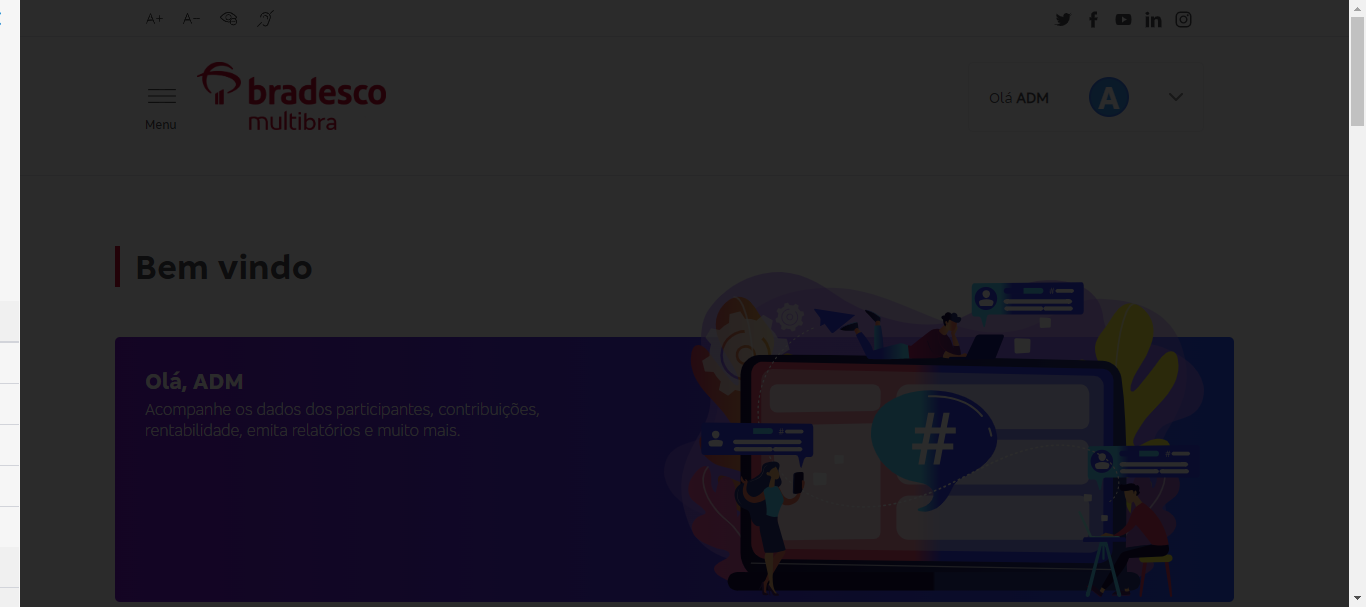 A+ A-
bradesco
multibra
Menu
Olá ADM
A
Bem vindo
Olá, ADM
Acompanhe os dados dos participantes, contribuições,
rentabilidade, emita relatórios e muito mais.
#